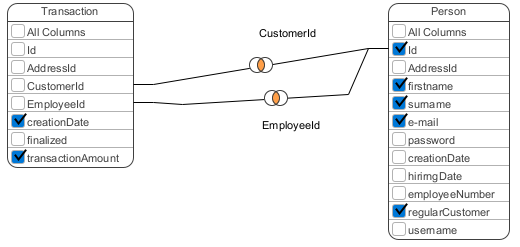 Transaction
All Columns
Id
AddressId
CustomerId
EmployeeId
creationDate
finalized
transactionAmount
CustomerId
EmployeeId
Person
All Columns
Id
AddressId
firstname
surname
e-mail
password
creationDate
hirirngDate
employeeNumber
regularCustomer
username